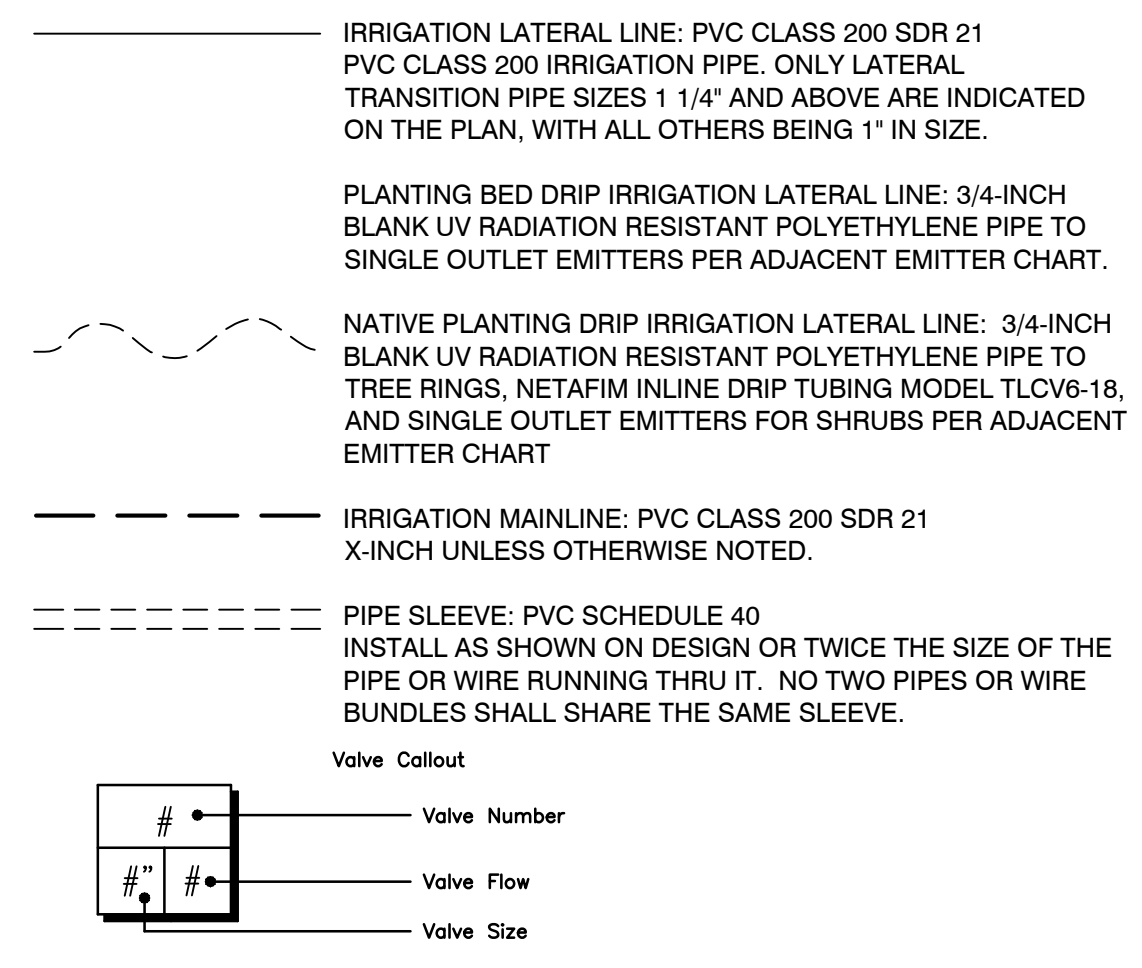 IRRIGATION LATERAL LINE: PVC CLASS 200 SDR 21
PVC CLASS 200 IRRIGATION PIPE. ONLY LATERAL
TRANSITION PIPE SIZES 1 1/4" AND ABOVE ARE INDICATED
ON THE PLAN, WITH ALL OTHERS BEING 1" IN SIZE.
PLANTING BED DRIP IRRIGATION LATERAL LINE: 3/4-INCH
BLANK UV RADIATION RESISTANT POLYETHYLENE PIPE TO
SINGLE OUTLET EMITTERS PER ADJACENT EMITTER CHART.
NATIVE PLANTING DRIP IRRIGATION LATERAL LINE: 3/4-INCH
BLANK UV RADIATION RESISTANT POLYETHYLENE PIPE TO
TREE RINGS, NETAFIM INLINE DRIP TUBING MODEL TLCV6-18,
AND SINGLE OUTLET EMITTERS FOR SHRUBS PER ADJACENT
EMITTER CHART
IRRIGATION MAINLINE: PVC CLASS 200 SDR 21
X-INCH UNLESS OTHERWISE NOTED.
PIPE SLEEVE: PVC SCHEDULE 40
INSTALL AS SHOWN ON DESIGN OR TWICE THE SIZE OF THE
PIPE OR WIRE RUNNING THRU IT. NO TWO PIPES OR WIRE
BUNDLES SHALL SHARE THE SAME SLEEVE.
Valve Callout
# Valve Number
#" # Valve Flow
Valve Size